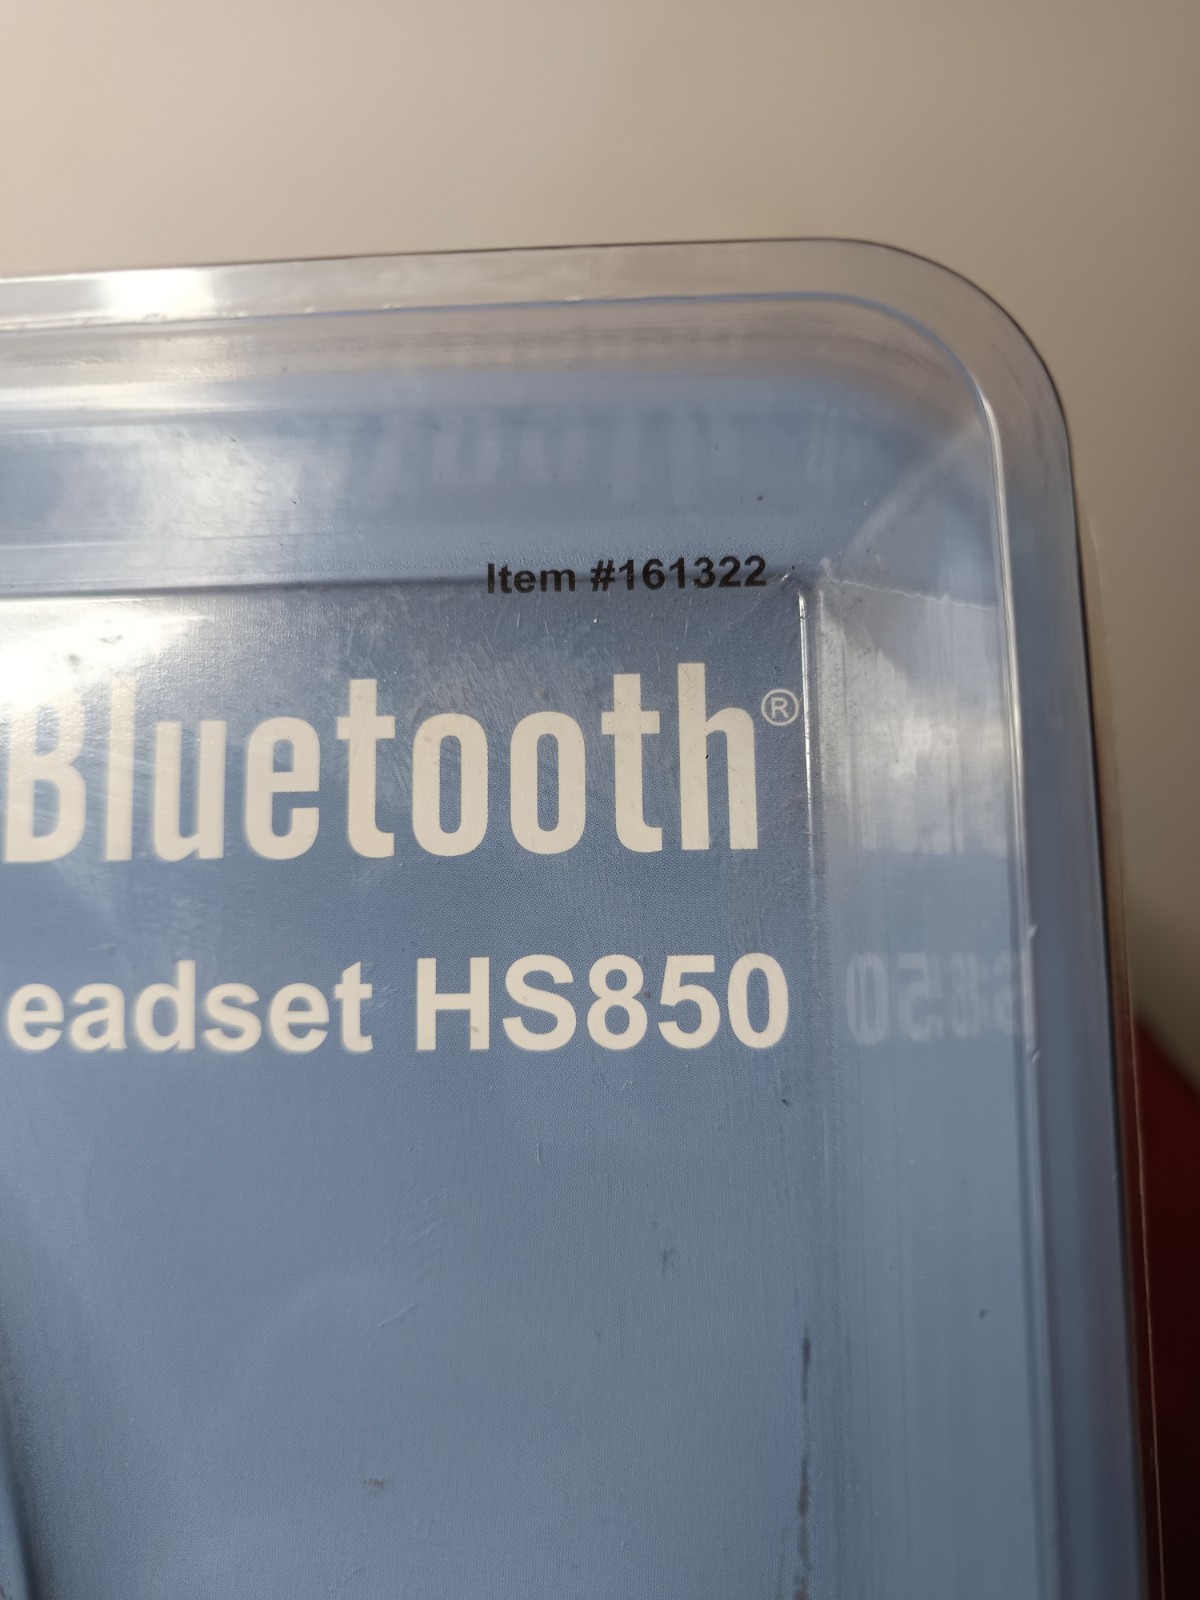 Item #161322
Bluetooth®
eadset HS850